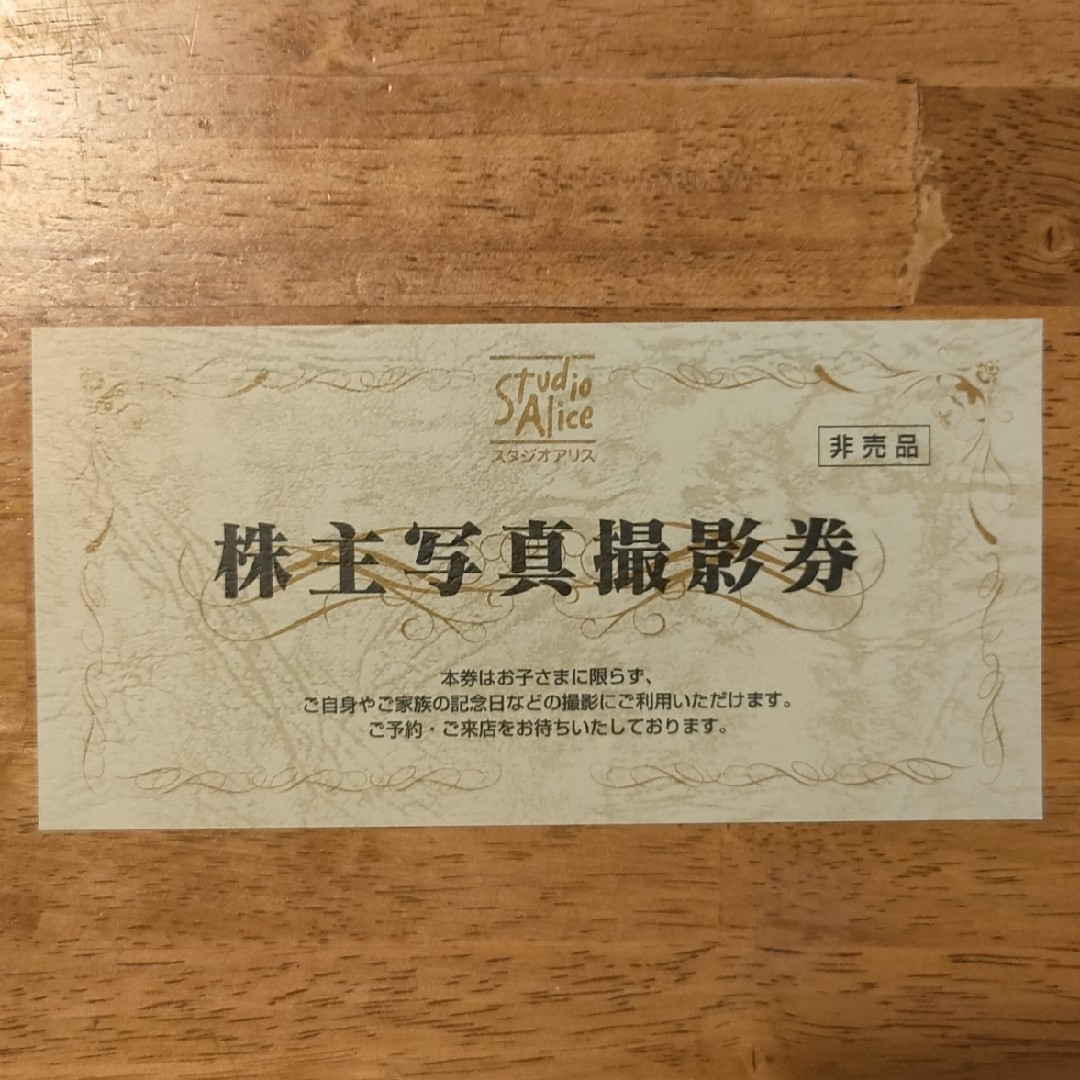 Studio
Alice
スタジオアリス
非売品
株主写真撮影券
本券はお子さまに限らず、
ご自身やご家族の記念日などの撮影にご利用いただけます。
ご予約・ご来店をお待ちいたしております。